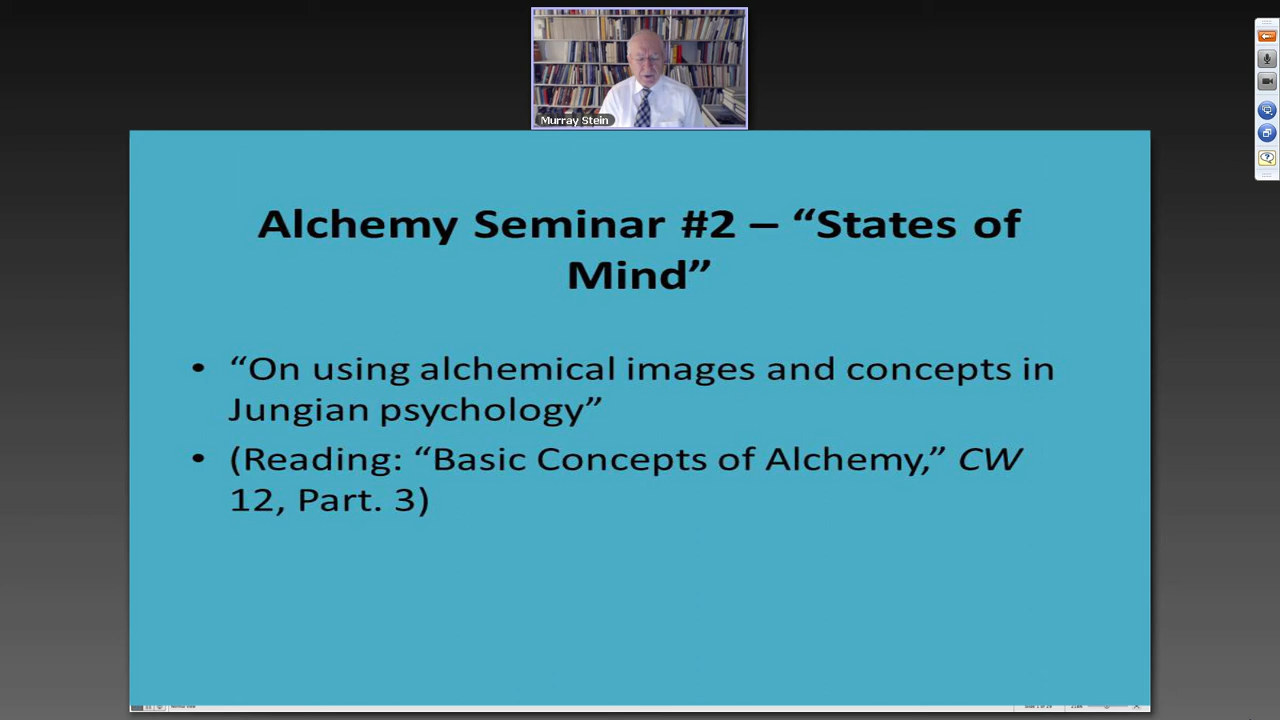 Murray Stein
Alchemy Seminar #2 – “States of
Mind”
• “On using alchemical images and concepts in
Jungian psychology”
• (Reading: “Basic Concepts of Alchemy,” CW
12, Part. 3)